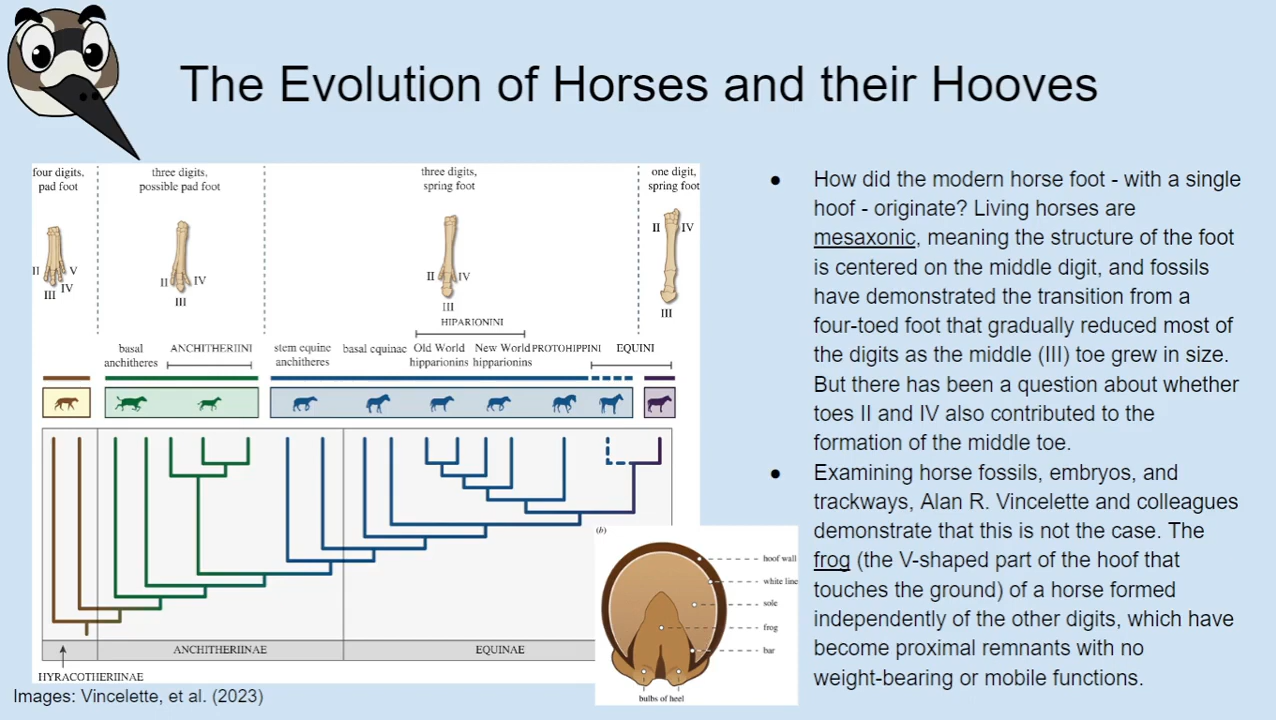 The Evolution of Horses and their Hooves
four digits,
pad foot
three digits,
possible pad foot
three digits,
spring foot
one digit,
spring foot
II
V
IV
III
II
IV
III
II
IV
III
II
IV
III
HIPARIONINI
basal
anchitheres
ANCHITHERIINI
stem equine
anchitheres
basal equinae
Old World
hipparionins
New World
hipparionins
PROTOHIPPINI
EQUINI
ANCHITERIINAE
EQUINAE
HYRACOTHERIINAE
(b)
hoof wall
white line
sole
frog
bar
bulbs of heel
Images: Vincelette, et al. (2023)
● How did the modern horse foot - with a single
hoof - originate? Living horses are
mesaxonic, meaning the structure of the foot
is centered on the middle digit, and fossils
have demonstrated the transition from a
four-toed foot that gradually reduced most of
the digits as the middle (III) toe grew in size.
But there has been a question about whether
toes II and IV also contributed to the
formation of the middle toe.
● Examining horse fossils, embryos, and
trackways, Alan R. Vincelette and colleagues
demonstrate that this is not the case. The
frog (the V-shaped part of the hoof that
touches the ground) of a horse formed
independently of the other digits, which have
become proximal remnants with no
weight-bearing or mobile functions.